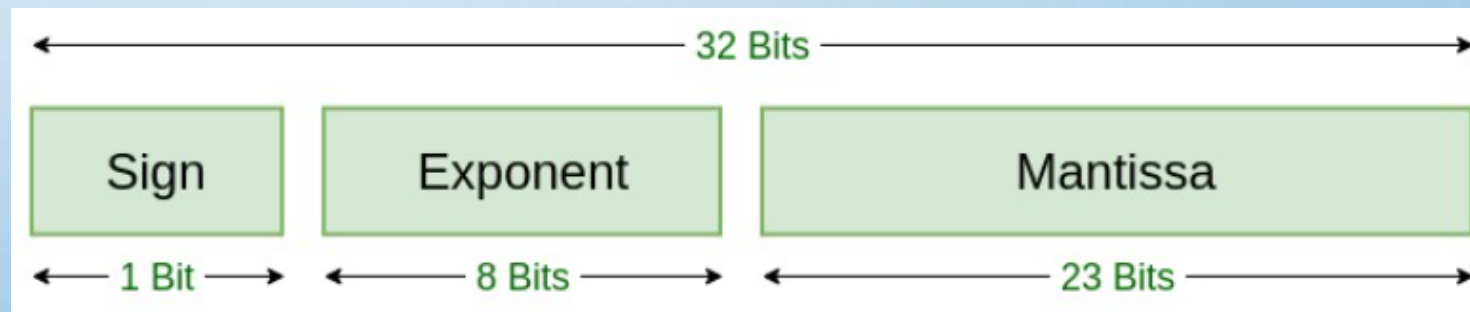 32 Bits
Sign Exponent Mantissa
1 Bit 8 Bits 23 Bits